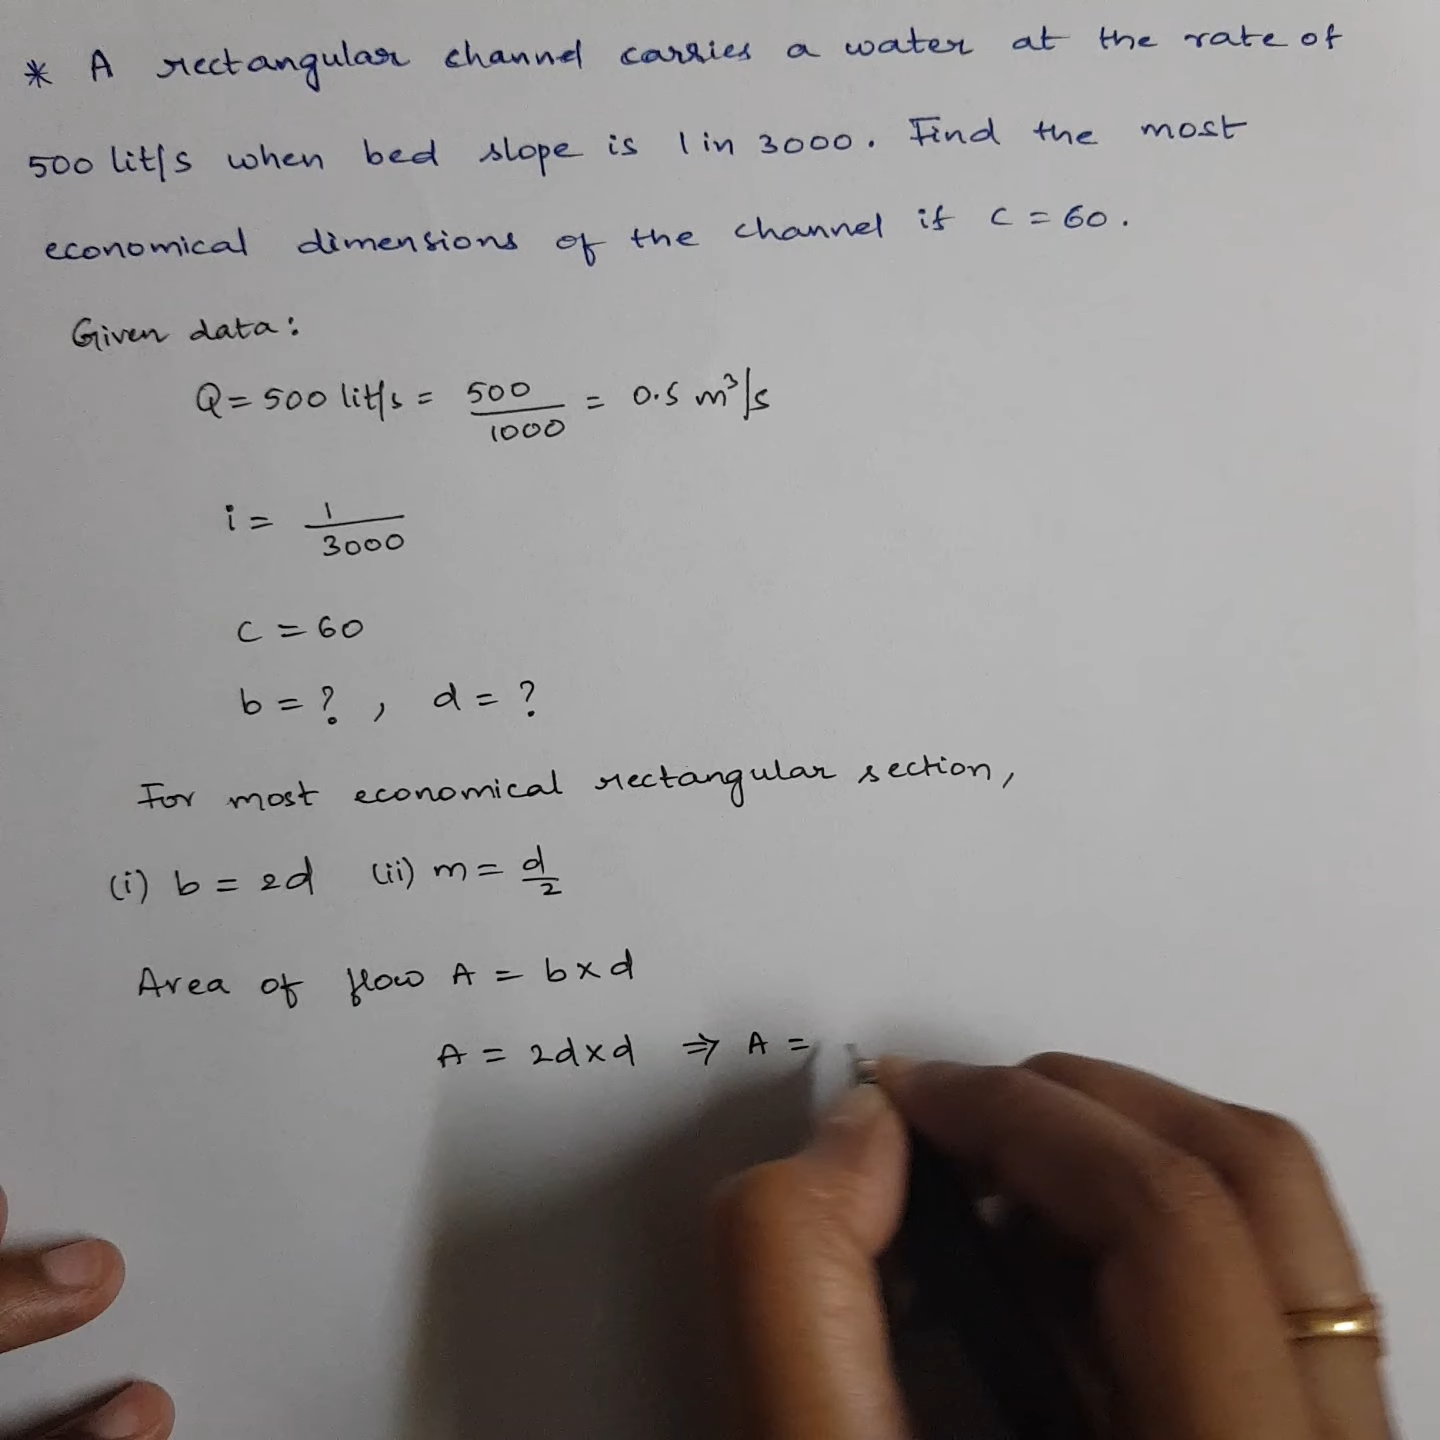 * A rectangular channel carries a water at the rate of
500 lit/s when bed slope is 1 in 3000. Find the most
economical dimensions of the channel if C = 60.
Given data:
Q = 500 lit/s = 500/1000 = 0.5 m³/s
i = 1/3000
C = 60
b = ?, d = ?
For most economical rectangular section,
(i) b = 2d (ii) m = d/2
Area of flow A = b×d
A = 2d×d ⇒ A =